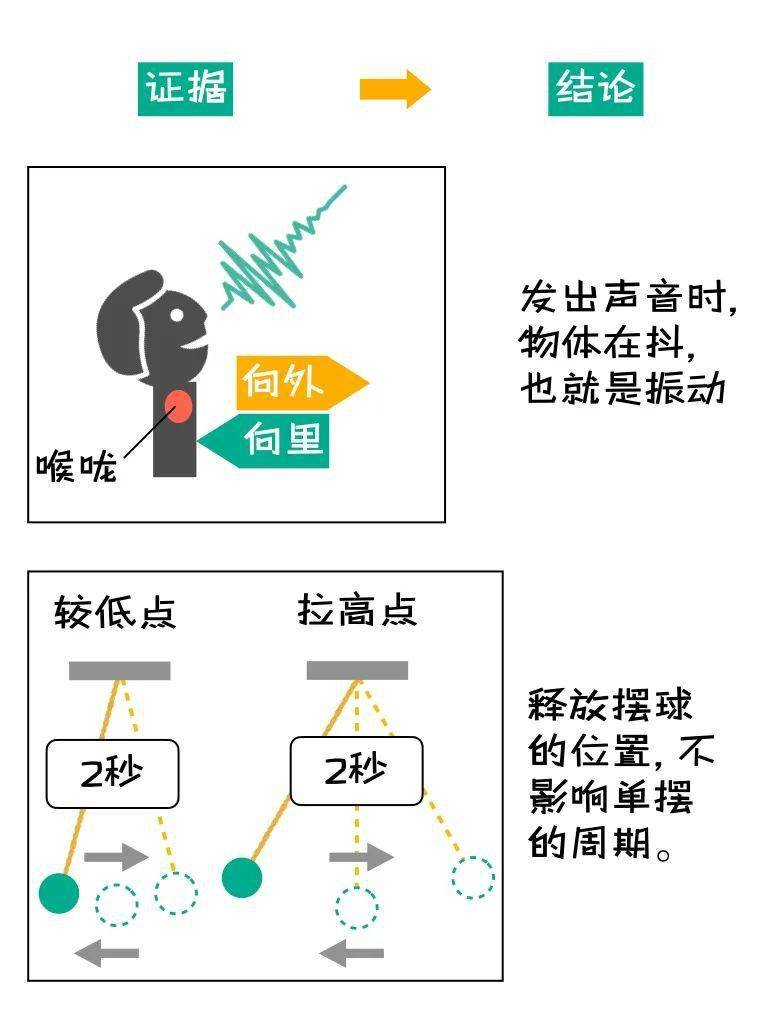 证据
结论
发出声音时,
物体在抖,
也就是振动
向外
向里
喉咙
较低点
拉高点
2秒
2秒
释放摆球
的位置, 不
影响单摆
的周期。